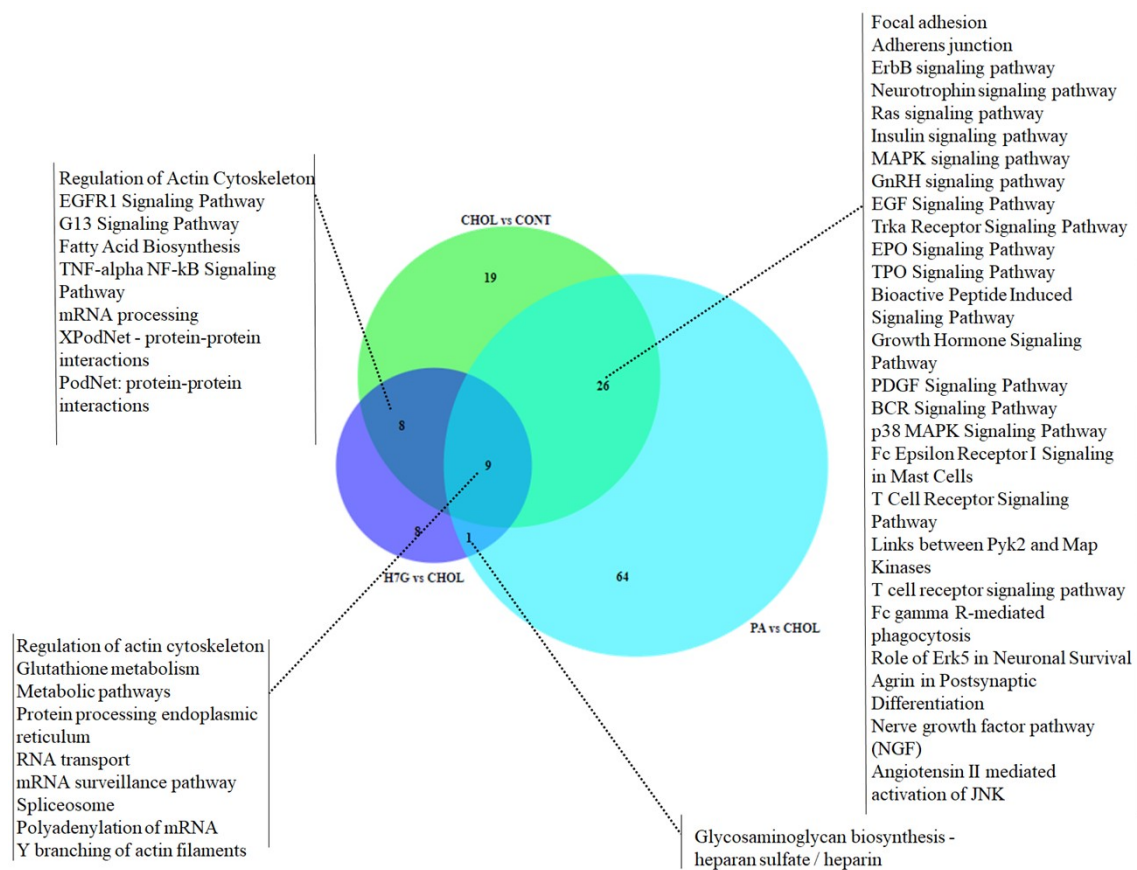 Focal adhesion
Adherens junction
ErbB signaling pathway
Neurotrophin signaling pathway
Ras signaling pathway
Insulin signaling pathway
MAPK signaling pathway
GnRH signaling pathway
EGF Signaling Pathway
Trka Receptor Signaling Pathway
EPO Signaling Pathway
TPO Signaling Pathway
Bioactive Peptide Induced
Signaling Pathway
Growth Hormone Signaling
Pathway
PDGF Signaling Pathway
BCR Signaling Pathway
p38 MAPK Signaling Pathway
Fc Epsilon Receptor I Signaling
in Mast Cells
T Cell Receptor Signaling
Pathway
Links between Pyk2 and Map
Kinases
T cell receptor signaling pathway
Fc gamma R-mediated
phagocytosis
Role of Erk5 in Neuronal Survival
Agrin in Postsynaptic
Differentiation
Nerve growth factor pathway
(NGF)
Angiotensin II mediated
activation of JNK
Regulation of Actin Cytoskeleton
EGFR1 Signaling Pathway
G13 Signaling Pathway
Fatty Acid Biosynthesis
TNF-alpha NF-kB Signaling
Pathway
mRNA processing
XPodNet - protein-protein
interactions
PodNet: protein-protein
interactions
CHOL vs CONT
19
26
8
9
8
1
64
H7G vs CHOL
PA vs CHOL
Regulation of actin cytoskeleton
Glutathione metabolism
Metabolic pathways
Protein processing endoplasmic
reticulum
RNA transport
mRNA surveillance pathway
Spliceosome
Polyadenylation of mRNA
Y branching of actin filaments
Glycosaminoglycan biosynthesis -
heparan sulfate / heparin